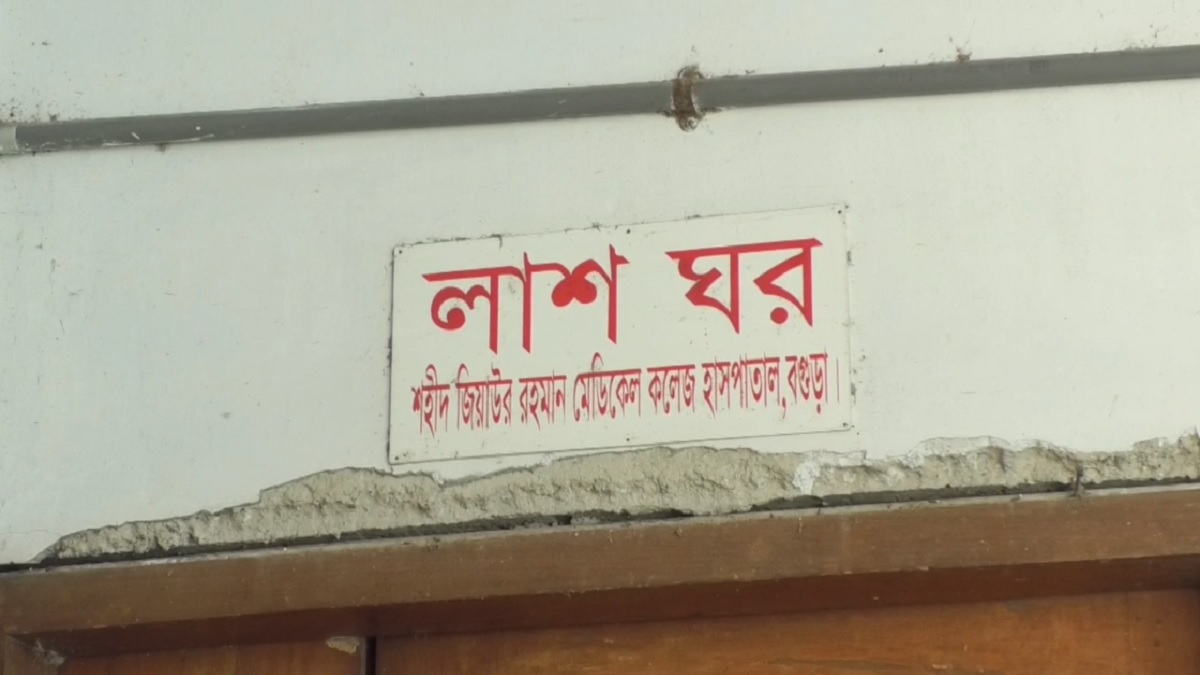 লাশ ঘর
শহীদ জিয়াউর রহমান মেডিকেল কলেজ হাসপাতাল, বগুড়া।